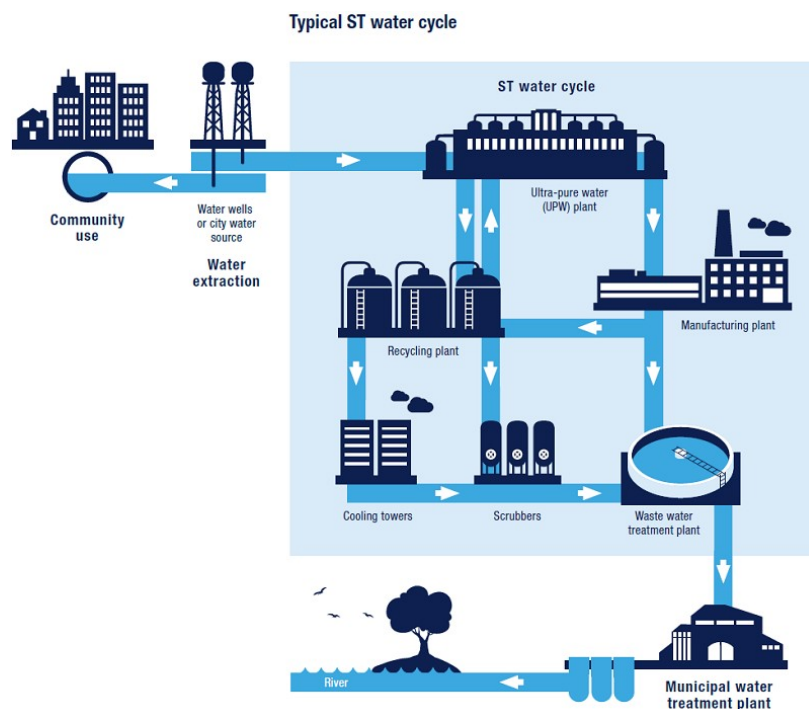 Typical ST water cycle
ST water cycle
Ultra-pure water
(UPW) plant
Community
use
Water wells
or city water
source
Water
extraction
Manufacturing plant
Recycling plant
Cooling towers
Scrubbers
Waste water
treatment plant
River
Municipal water
treatment plant